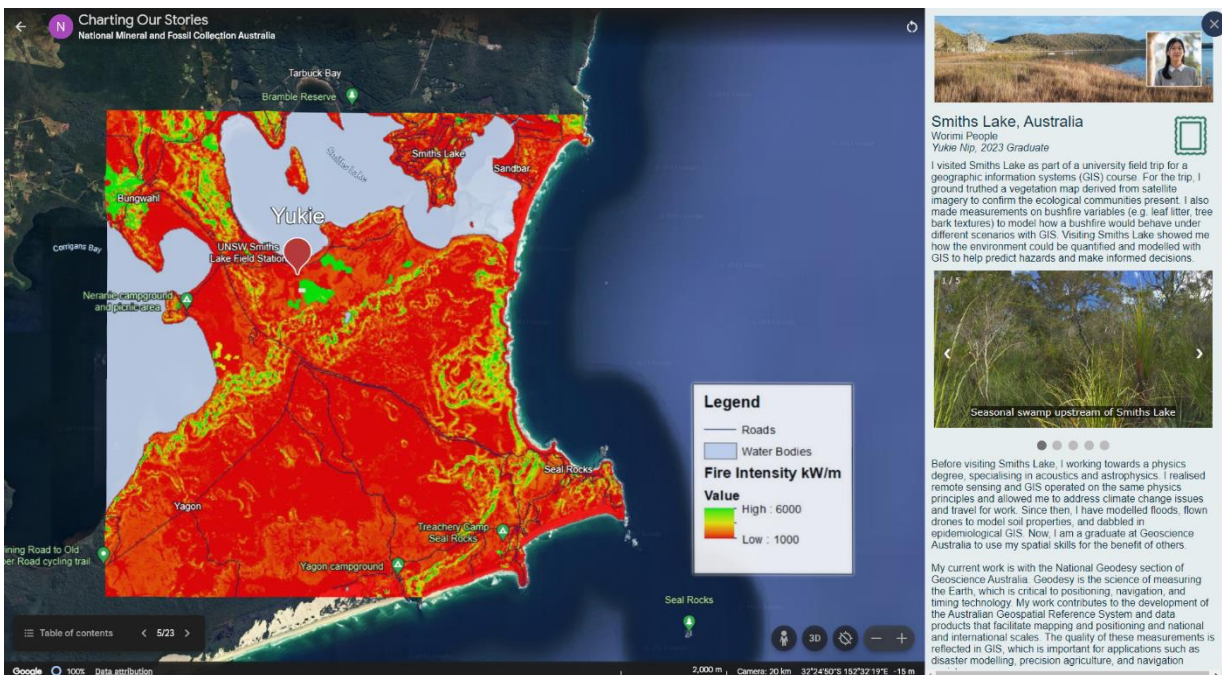 Charting Our Stories
N
National Mineral and Fossil Collection Australia
Tarbuck Bay
Bramble Reserve
Smiths Lake
Smiths Lake
Sandbar
Bungwahl
Yukie
Corrigans Bay
UNSW Smiths
Lake Field Station
Neranie campground
and picnic area
Seal Rocks
Yagon
Treachery Camp
Seal Rocks
ining Road to Old
er Road cycling trail
Yagon campground
Seal Rocks
Legend
Roads
Water Bodies
Fire Intensity kW/m
Value
High : 6000
Low : 1000
Table of contents
5/23
3D
Google
100%
Data attribution
2,000 m
Camera: 20 km
32°24'50"S 152°32'19"E
-15 m
Smiths Lake, Australia
Worimi People
Yukie Nip, 2023 Graduate
I visited Smiths Lake as part of a university field trip for a
geographic information systems (GIS) course. For the trip, I
ground truthed a vegetation map derived from satellite
imagery to confirm the ecological communities present. I also
made measurements on bushfire variables (e.g. leaf litter, tree
bark textures) to model how a bushfire would behave under
different scenarios with GIS. Visiting Smiths Lake showed me
how the environment could be quantified and modelled with
GIS to help predict hazards and make informed decisions.
1 / 5
Seasonal swamp upstream of Smiths Lake
Before visiting Smiths Lake, I working towards a physics
degree, specialising in acoustics and astrophysics. I realised
remote sensing and GIS operated on the same physics
principles and allowed me to address climate change issues
and travel for work. Since then, I have modelled floods, flown
drones to model soil properties, and dabbled in
epidemiological GIS. Now, I am a graduate at Geoscience
Australia to use my spatial skills for the benefit of others.
My current work is with the National Geodesy section of
Geoscience Australia. Geodesy is the science of measuring
the Earth, which is critical to positioning, navigation, and
timing technology. My work contributes to the development of
the Australian Geospatial Reference System and data
products that facilitate mapping and positioning and national
and international scales. The quality of these measurements is
reflected in GIS, which is important for applications such as
disaster modelling, precision agriculture, and navigation